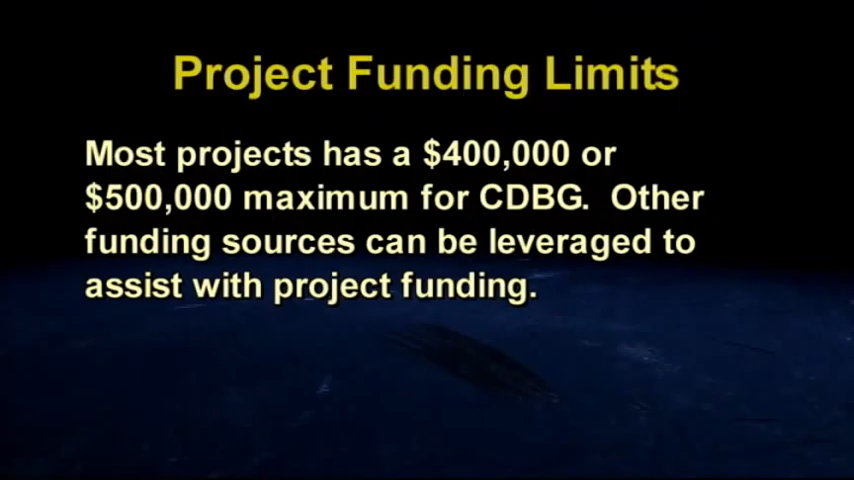 Project Funding Limits
Most projects has a $400,000 or
$500,000 maximum for CDBG.  Other
funding sources can be leveraged to
assist with project funding.